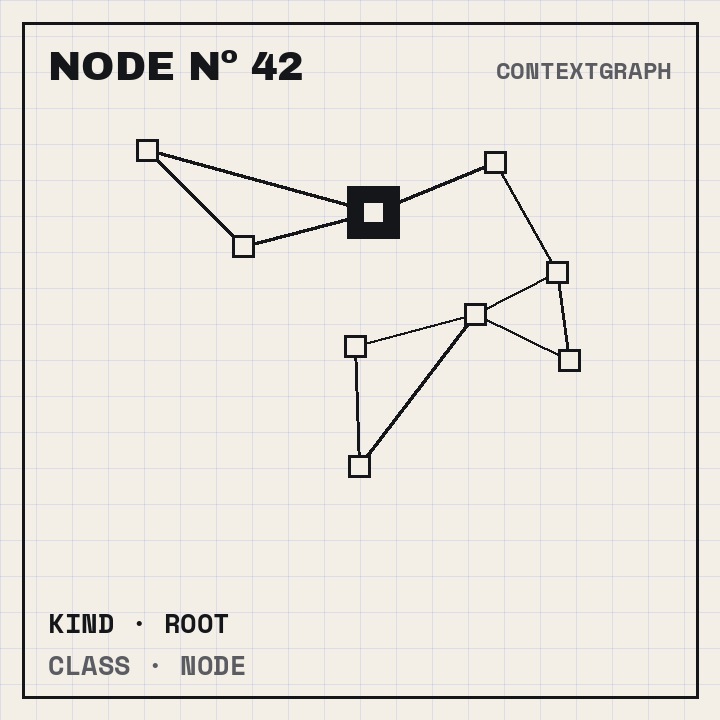 NODE Nº 42
CONTEXTGRAPH
KIND · ROOT
CLASS · NODE